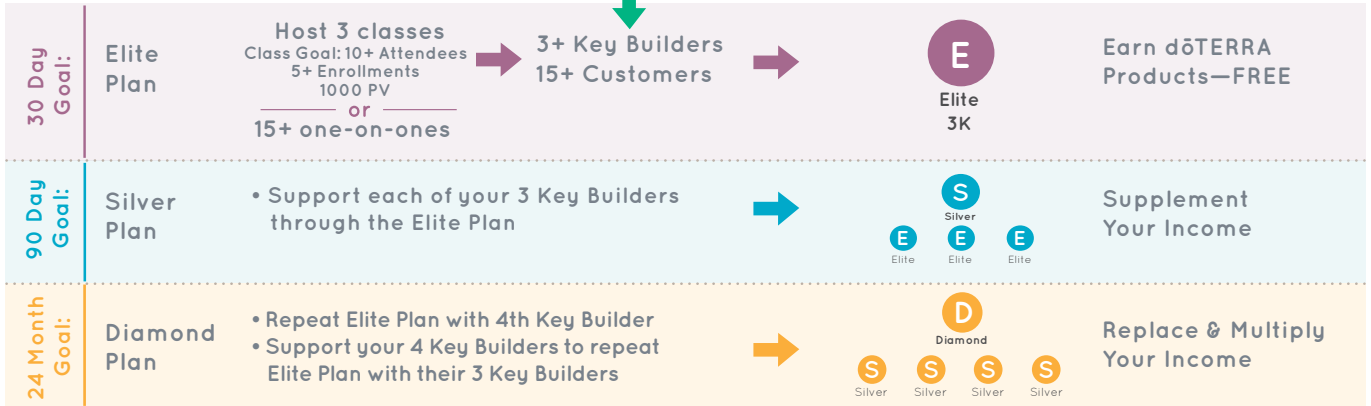 30 Day
Goal:
Elite
Plan
Host 3 classes
Class Goal: 10+ Attendees
5+ Enrollments
1000 PV
or
15+ one-on-ones
3+ Key Builders
15+ Customers
E
Elite
3K
Earn dōTERRA
Products—FREE
90 Day
Goal:
Silver
Plan
• Support each of your 3 Key Builders
through the Elite Plan
S
Silver
E E E
Elite Elite Elite
Supplement
Your Income
24 Month
Goal:
Diamond
Plan
• Repeat Elite Plan with 4th Key Builder
• Support your 4 Key Builders to repeat
Elite Plan with their 3 Key Builders
D
Diamond
S S S S
Silver Silver Silver Silver
Replace & Multiply
Your Income